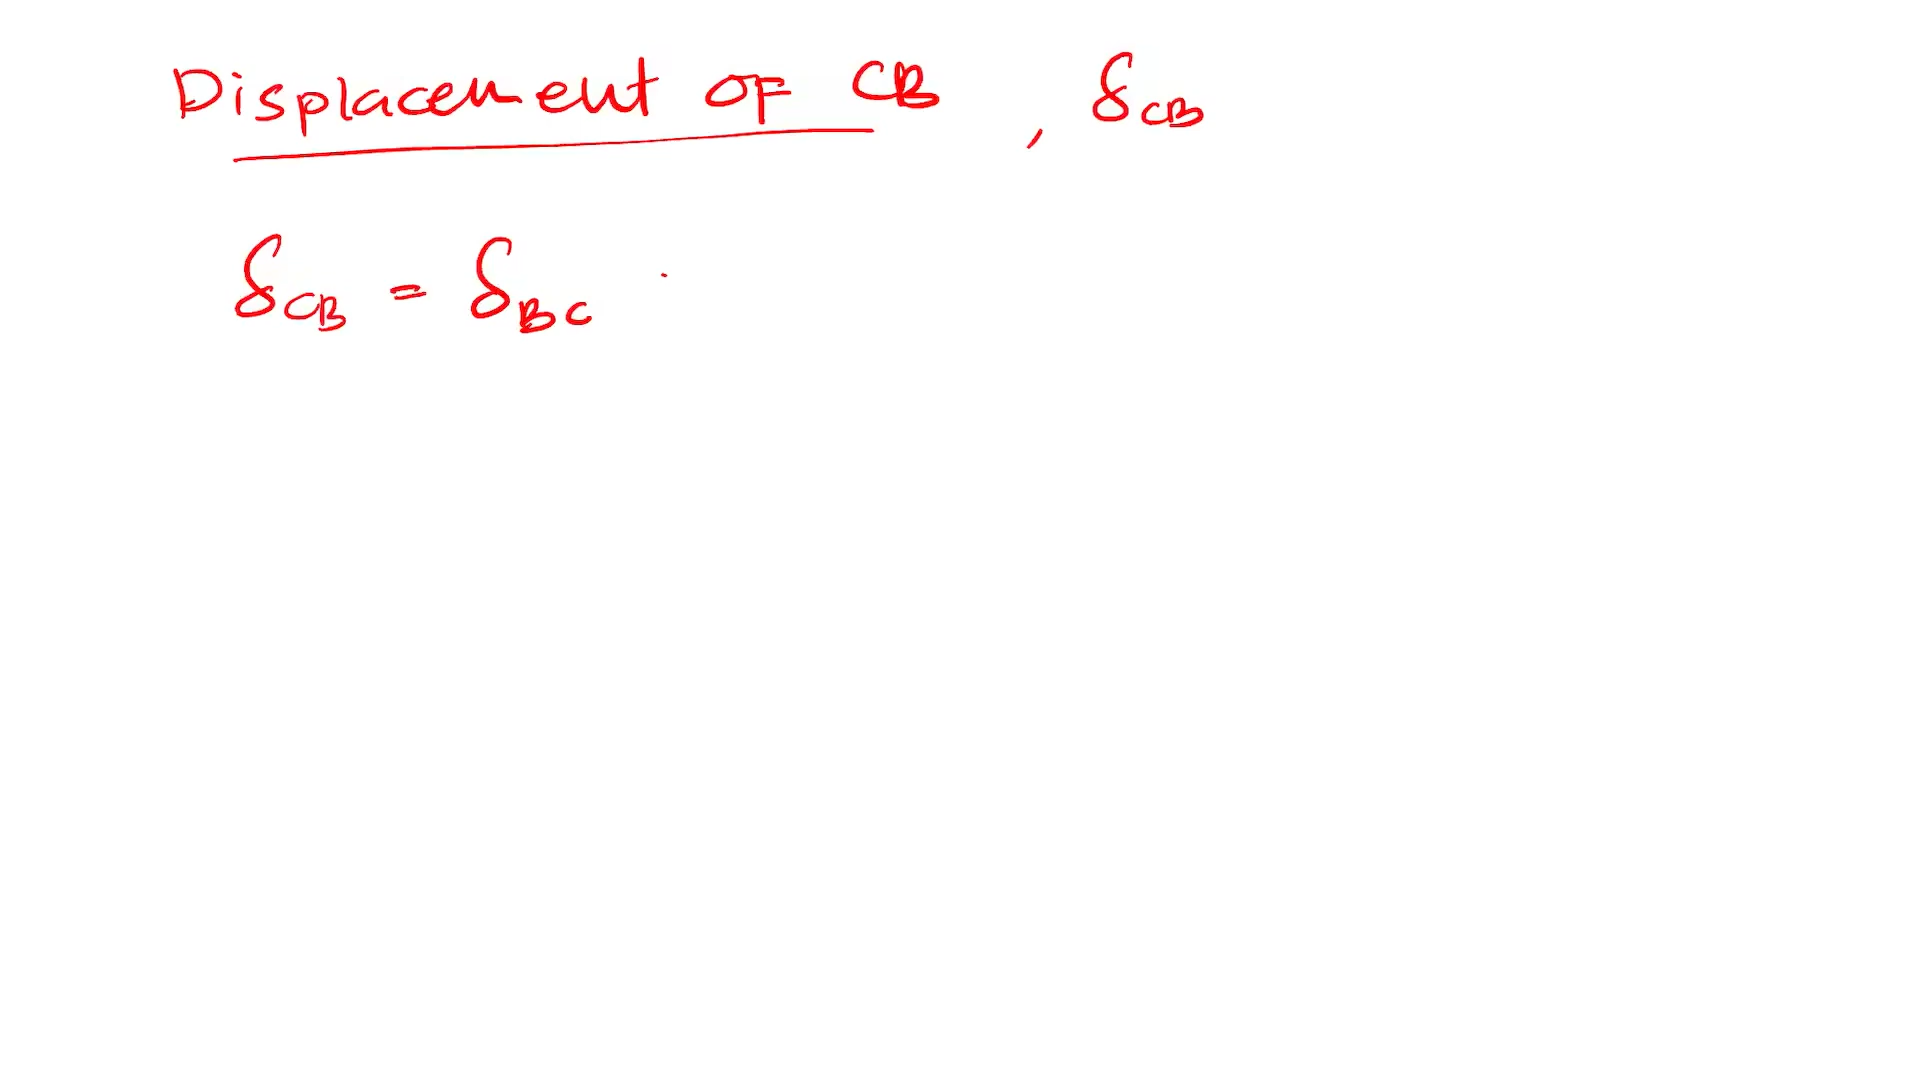 Displacement OF CB , δCB
δCB = δBC